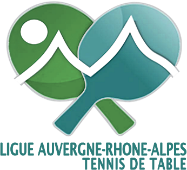 LIGUE AUVERGNE-RHONE-ALPES
TENNIS DE TABLE